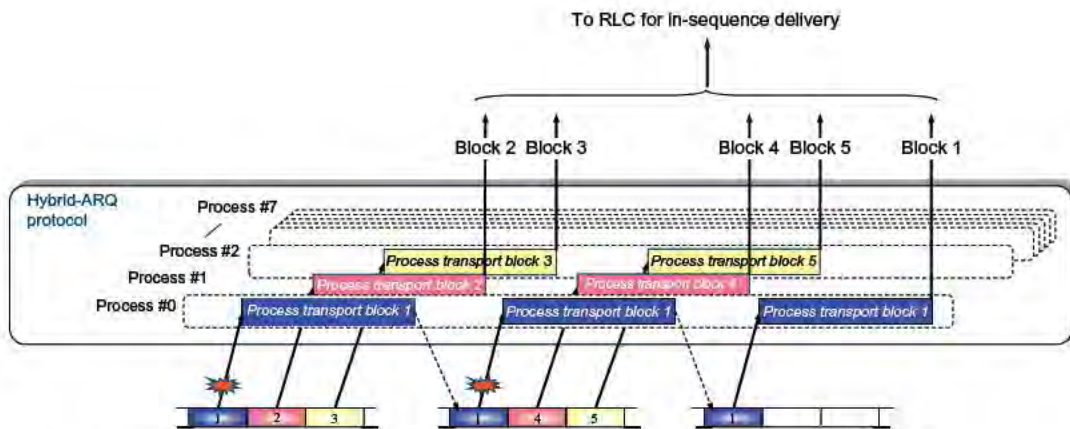 To RLC for in-sequence delivery
Block 2 Block 3 Block 4 Block 5 Block 1
Hybrid-ARQ
protocol
Process #7
Process #2
Process transport block 3 Process transport block 5
Process #1
Process transport block 2 Process transport block 4
Process #0
Process transport block 1 Process transport block 1 Process transport block 1
1 2 3 1 4 5 1